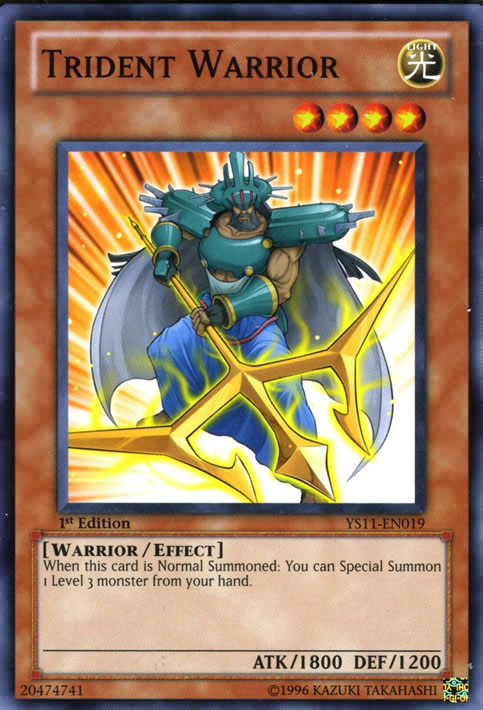 TRIDENT WARRIOR
LIGHT
光
1st Edition
YS11-EN019
[WARRIOR/EFFECT]
When this card is Normal Summoned: You can Special Summon
1 Level 3 monster from your hand.
ATK/1800 DEF/1200
20474741
©1996 KAZUKI TAKAHASHI